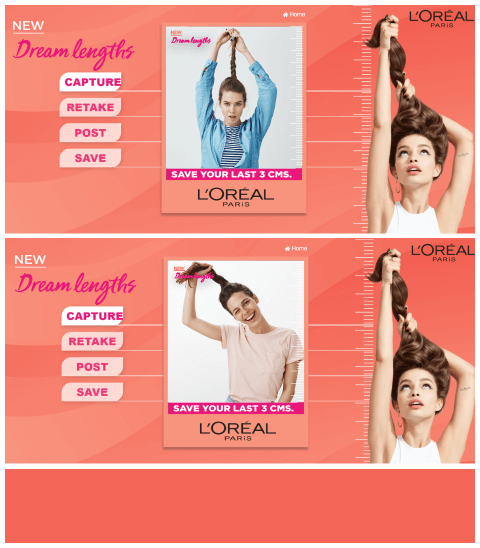 Home
L'ORÉAL
PARIS
NEW
Dream lengths
CAPTURE
RETAKE
POST
SAVE
NEW
Dream lengths
SAVE YOUR LAST 3 CMS.
L'ORÉAL
PARIS
Home
L'ORÉAL
PARIS
NEW
Dream lengths
CAPTURE
RETAKE
POST
SAVE
NEW
Dream lengths
SAVE YOUR LAST 3 CMS.
L'ORÉAL
PARIS